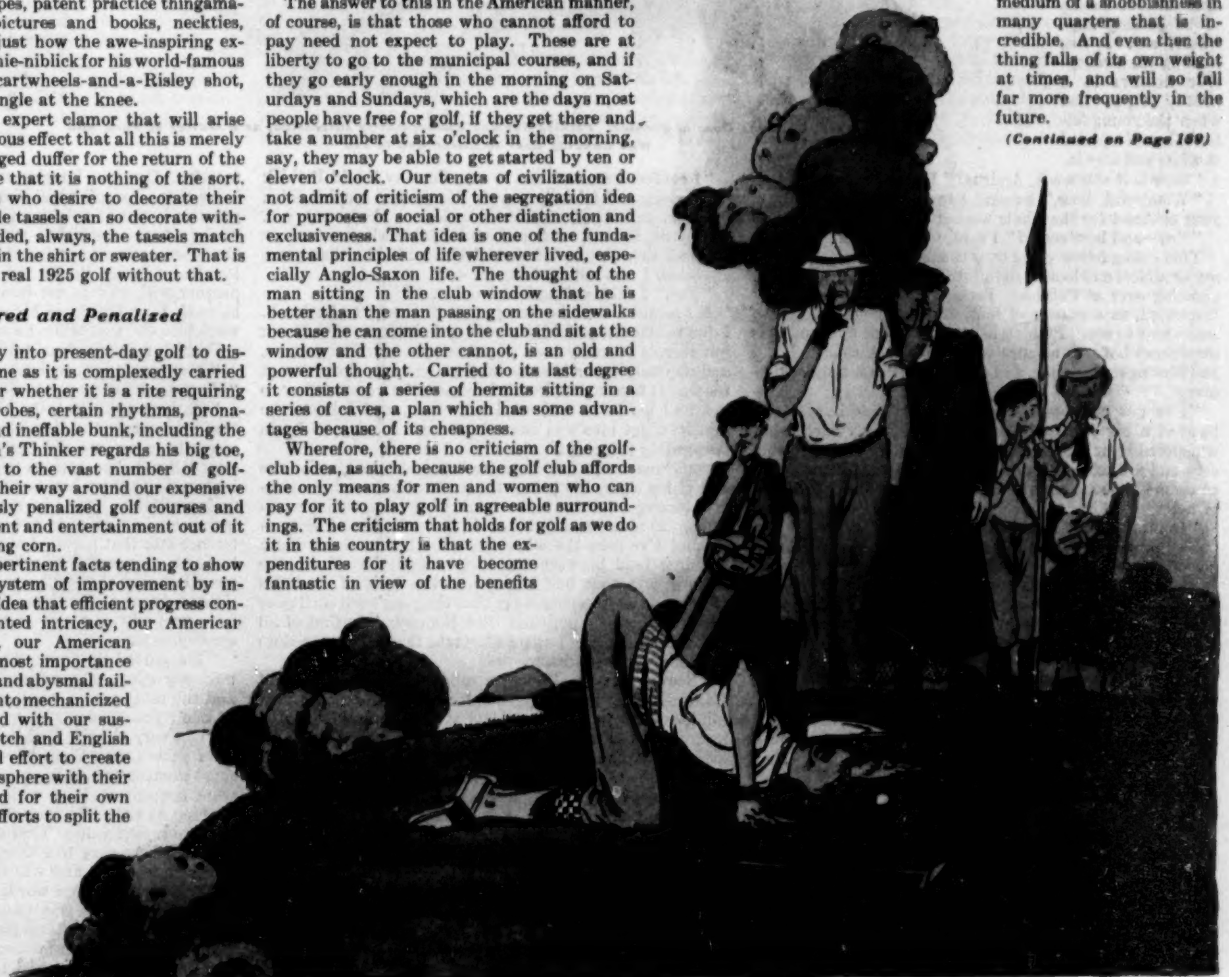 pes, patent practice thingama-
pictures and books, neckties,
just how the awe-inspiring ex-
hie-niblick for his world-famous
cartwheels-and-a-Risley shot,
ngle at the knee.
expert clamor that will arise
ous effect that all this is merely
ged duffer for the return of the
e that it is nothing of the sort.
who desire to decorate their
le tassels can so decorate with-
ded, always, the tassels match
in the shirt or sweater. That is
real 1925 golf without that.
red and Penalized
y into present-day golf to dis-
me as it is complexedly carried
r whether it is a rite requiring
obes, certain rhythms, prona-
d ineffable bunk, including the
n's Thinker regards his big toe,
to the vast number of golf-
heir way around our expensive
sly penalized golf courses and
ent and entertainment out of it
ng corn.
pertinent facts tending to show
ystem of improvement by in-
idea that efficient progress con-
nted intricacy, our American
, our American
most importance
and abysmal fail-
nto mechanicized
d with our sus-
tch and English
l effort to create
sphere with their
d for their own
fforts to split the
The answer to this in the American manner,
of course, is that those who cannot afford to
pay need not expect to play. These are at
liberty to go to the municipal courses, and if
they go early enough in the morning on Sat-
urdays and Sundays, which are the days most
people have free for golf, if they get there and
take a number at six o'clock in the morning,
say, they may be able to get started by ten or
eleven o'clock. Our tenets of civilization do
not admit of criticism of the segregation idea
for purposes of social or other distinction and
exclusiveness. That idea is one of the funda-
mental principles of life wherever lived, espe-
cially Anglo-Saxon life. The thought of the
man sitting in the club window that he is
better than the man passing on the sidewalks
because he can come into the club and sit at the
window and the other cannot, is an old and
powerful thought. Carried to its last degree
it consists of a series of hermits sitting in a
series of caves, a plan which has some advan-
tages because of its cheapness.
Wherefore, there is no criticism of the golf-
club idea, as such, because the golf club affords
the only means for men and women who can
pay for it to play golf in agreeable surround-
ings. The criticism that holds for golf as we do
it in this country is that the ex-
penditures for it have become
fantastic in view of the benefits
medium of a snobbishness in
many quarters that is in-
credible. And even then the
thing falls of its own weight
at times, and will so fall
far more frequently in the
future.
(Continued on Page 189)